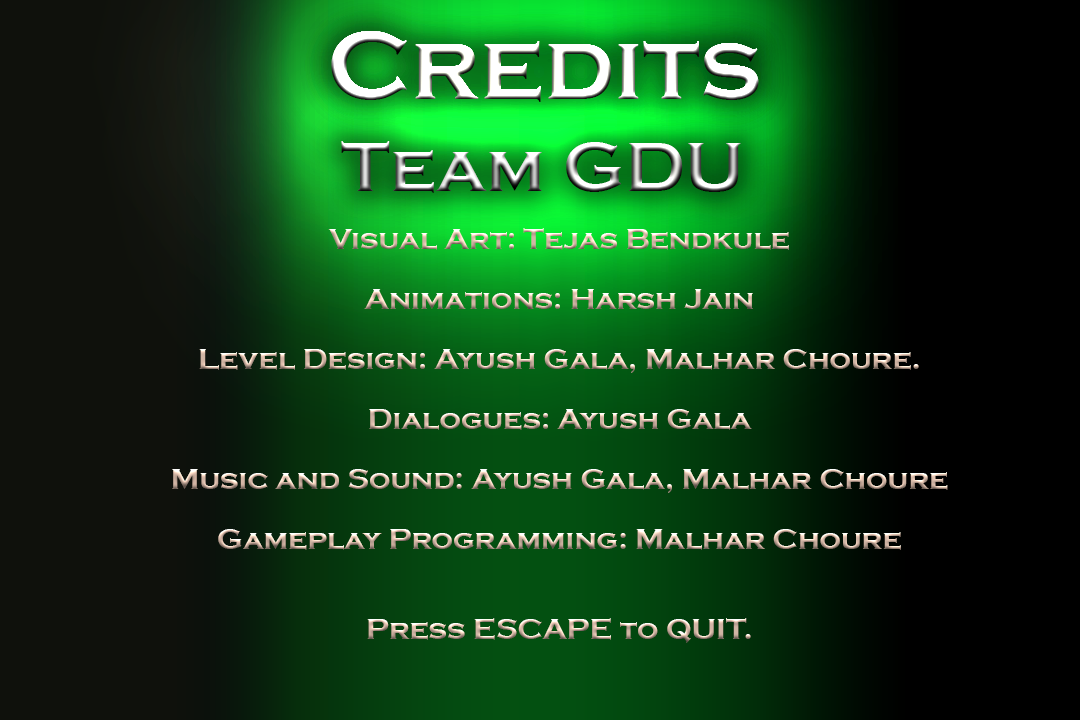 Credits
Team GDU
Visual Art: Tejas Bendkule
Animations: Harsh Jain
Level Design: Ayush Gala, Malhar Choure.
Dialogues: Ayush Gala
Music and Sound: Ayush Gala, Malhar Choure
Gameplay Programming: Malhar Choure
Press ESCAPE to QUIT.